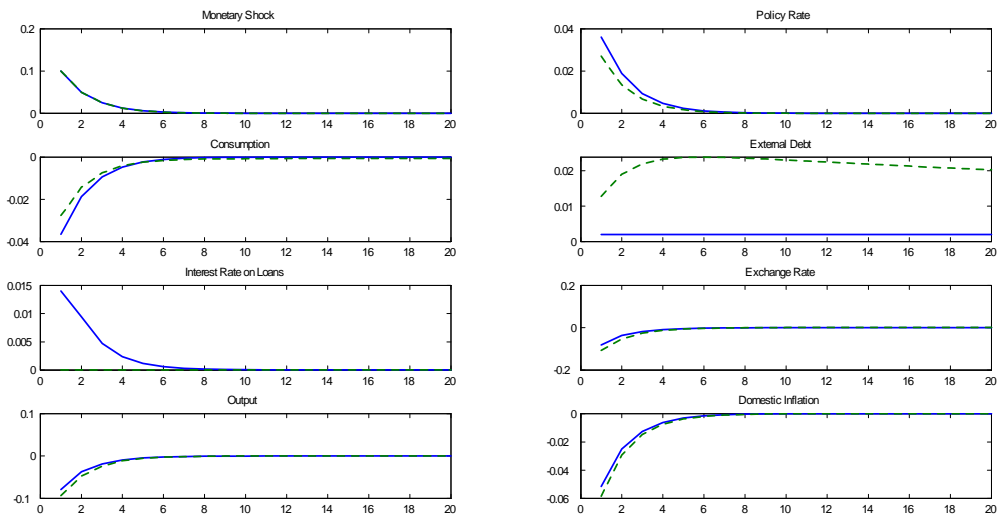 Monetary Shock
0.2
0.1
0
0 2 4 6 8 10 12 14 16 18 20
Policy Rate
0.04
0.02
0
0 2 4 6 8 10 12 14 16 18 20
Consumption
0
-0.02
-0.04
0 2 4 6 8 10 12 14 16 18 20
External Debt
0.02
0.01
0
0 2 4 6 8 10 12 14 16 18 20
Interest Rate on Loans
0.015
0.01
0.005
0
0 2 4 6 8 10 12 14 16 18 20
Exchange Rate
0.2
0
-0.2
0 2 4 6 8 10 12 14 16 18 20
Output
0.1
0
-0.1
0 2 4 6 8 10 12 14 16 18 20
Domestic Inflation
0
-0.02
-0.04
-0.06
0 2 4 6 8 10 12 14 16 18 20